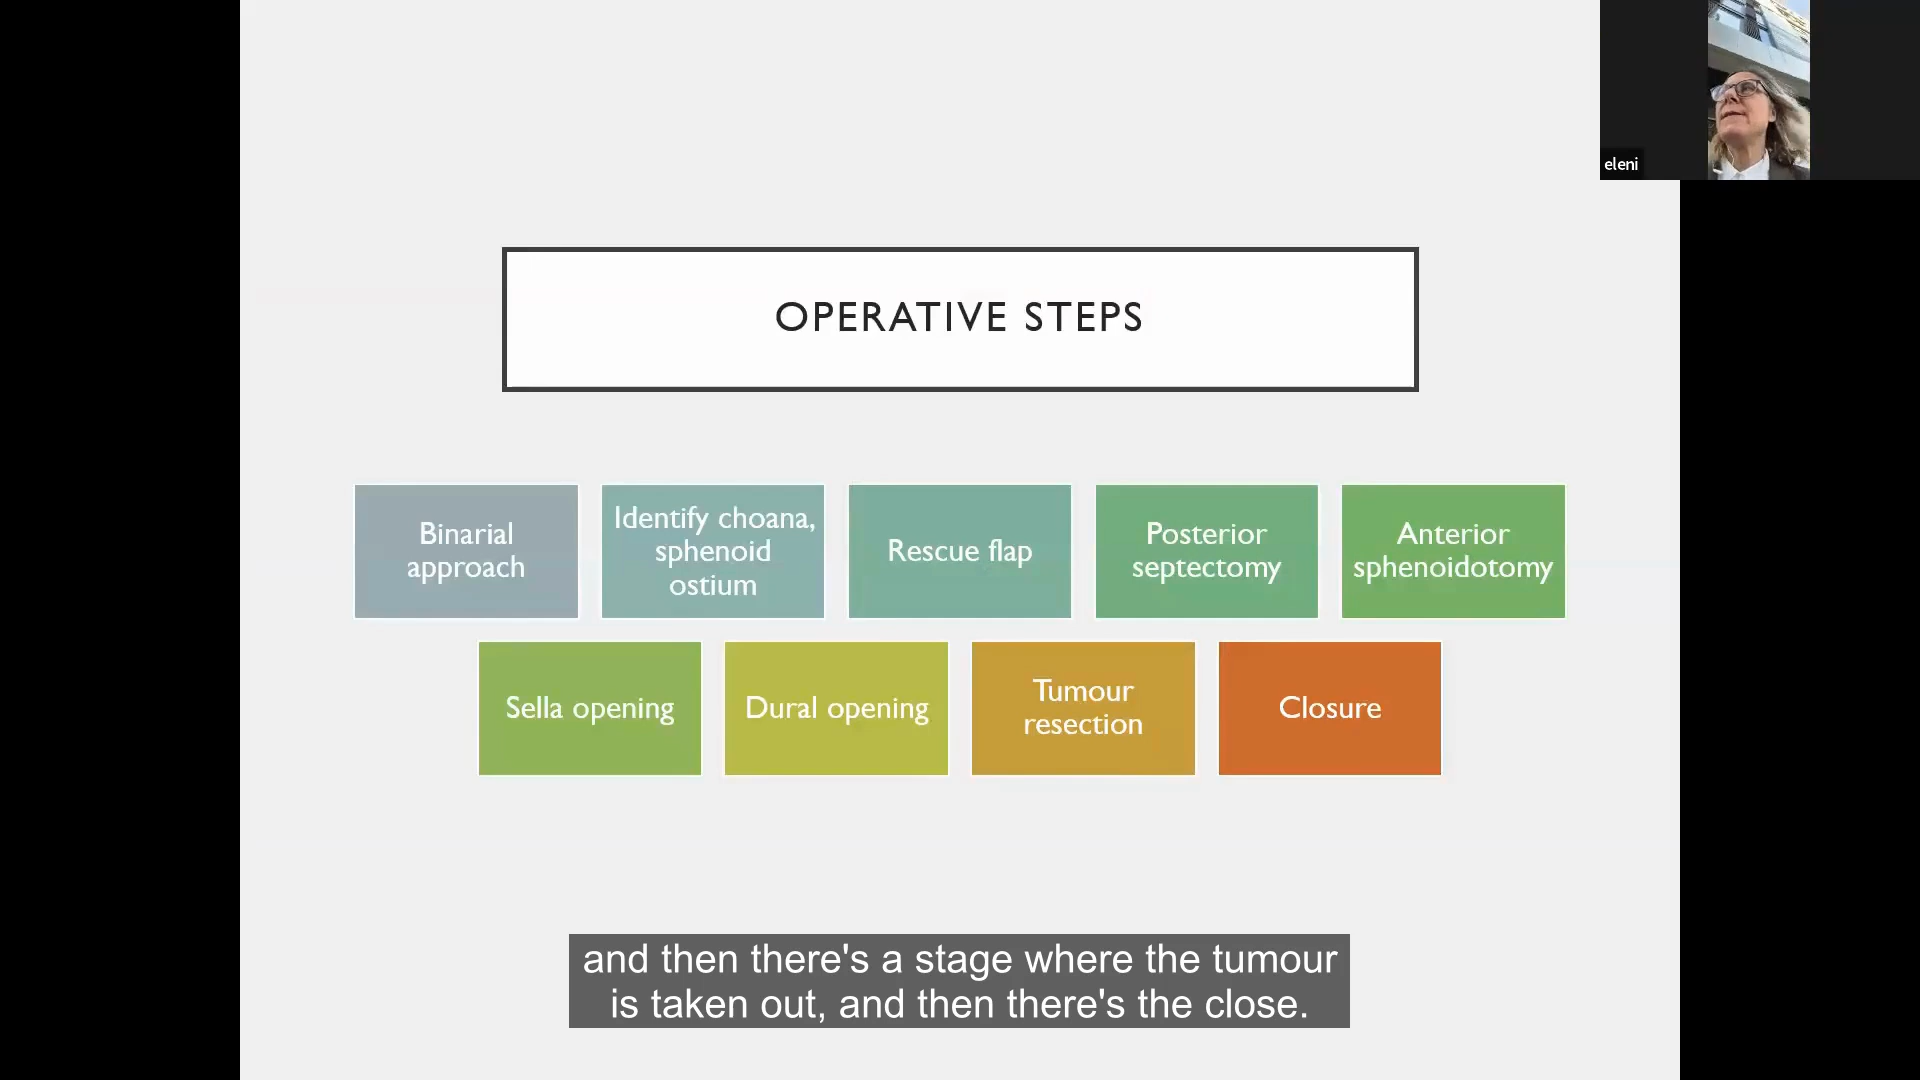 eleni
OPERATIVE STEPS
Binarial
approach
Identify choana,
sphenoid
ostium
Rescue flap
Posterior
septectomy
Anterior
sphenoidotomy
Sella opening
Dural opening
Tumour
resection
Closure
and then there's a stage where the tumour
is taken out, and then there's the close.